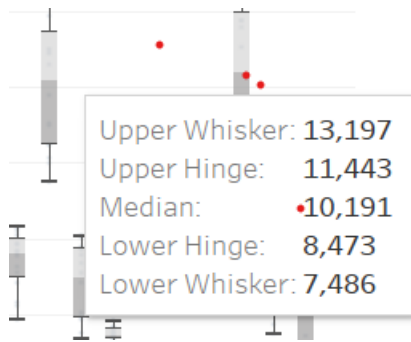 Upper Whisker: 13,197
Upper Hinge: 11,443
Median: 10,191
Lower Hinge: 8,473
Lower Whisker: 7,486